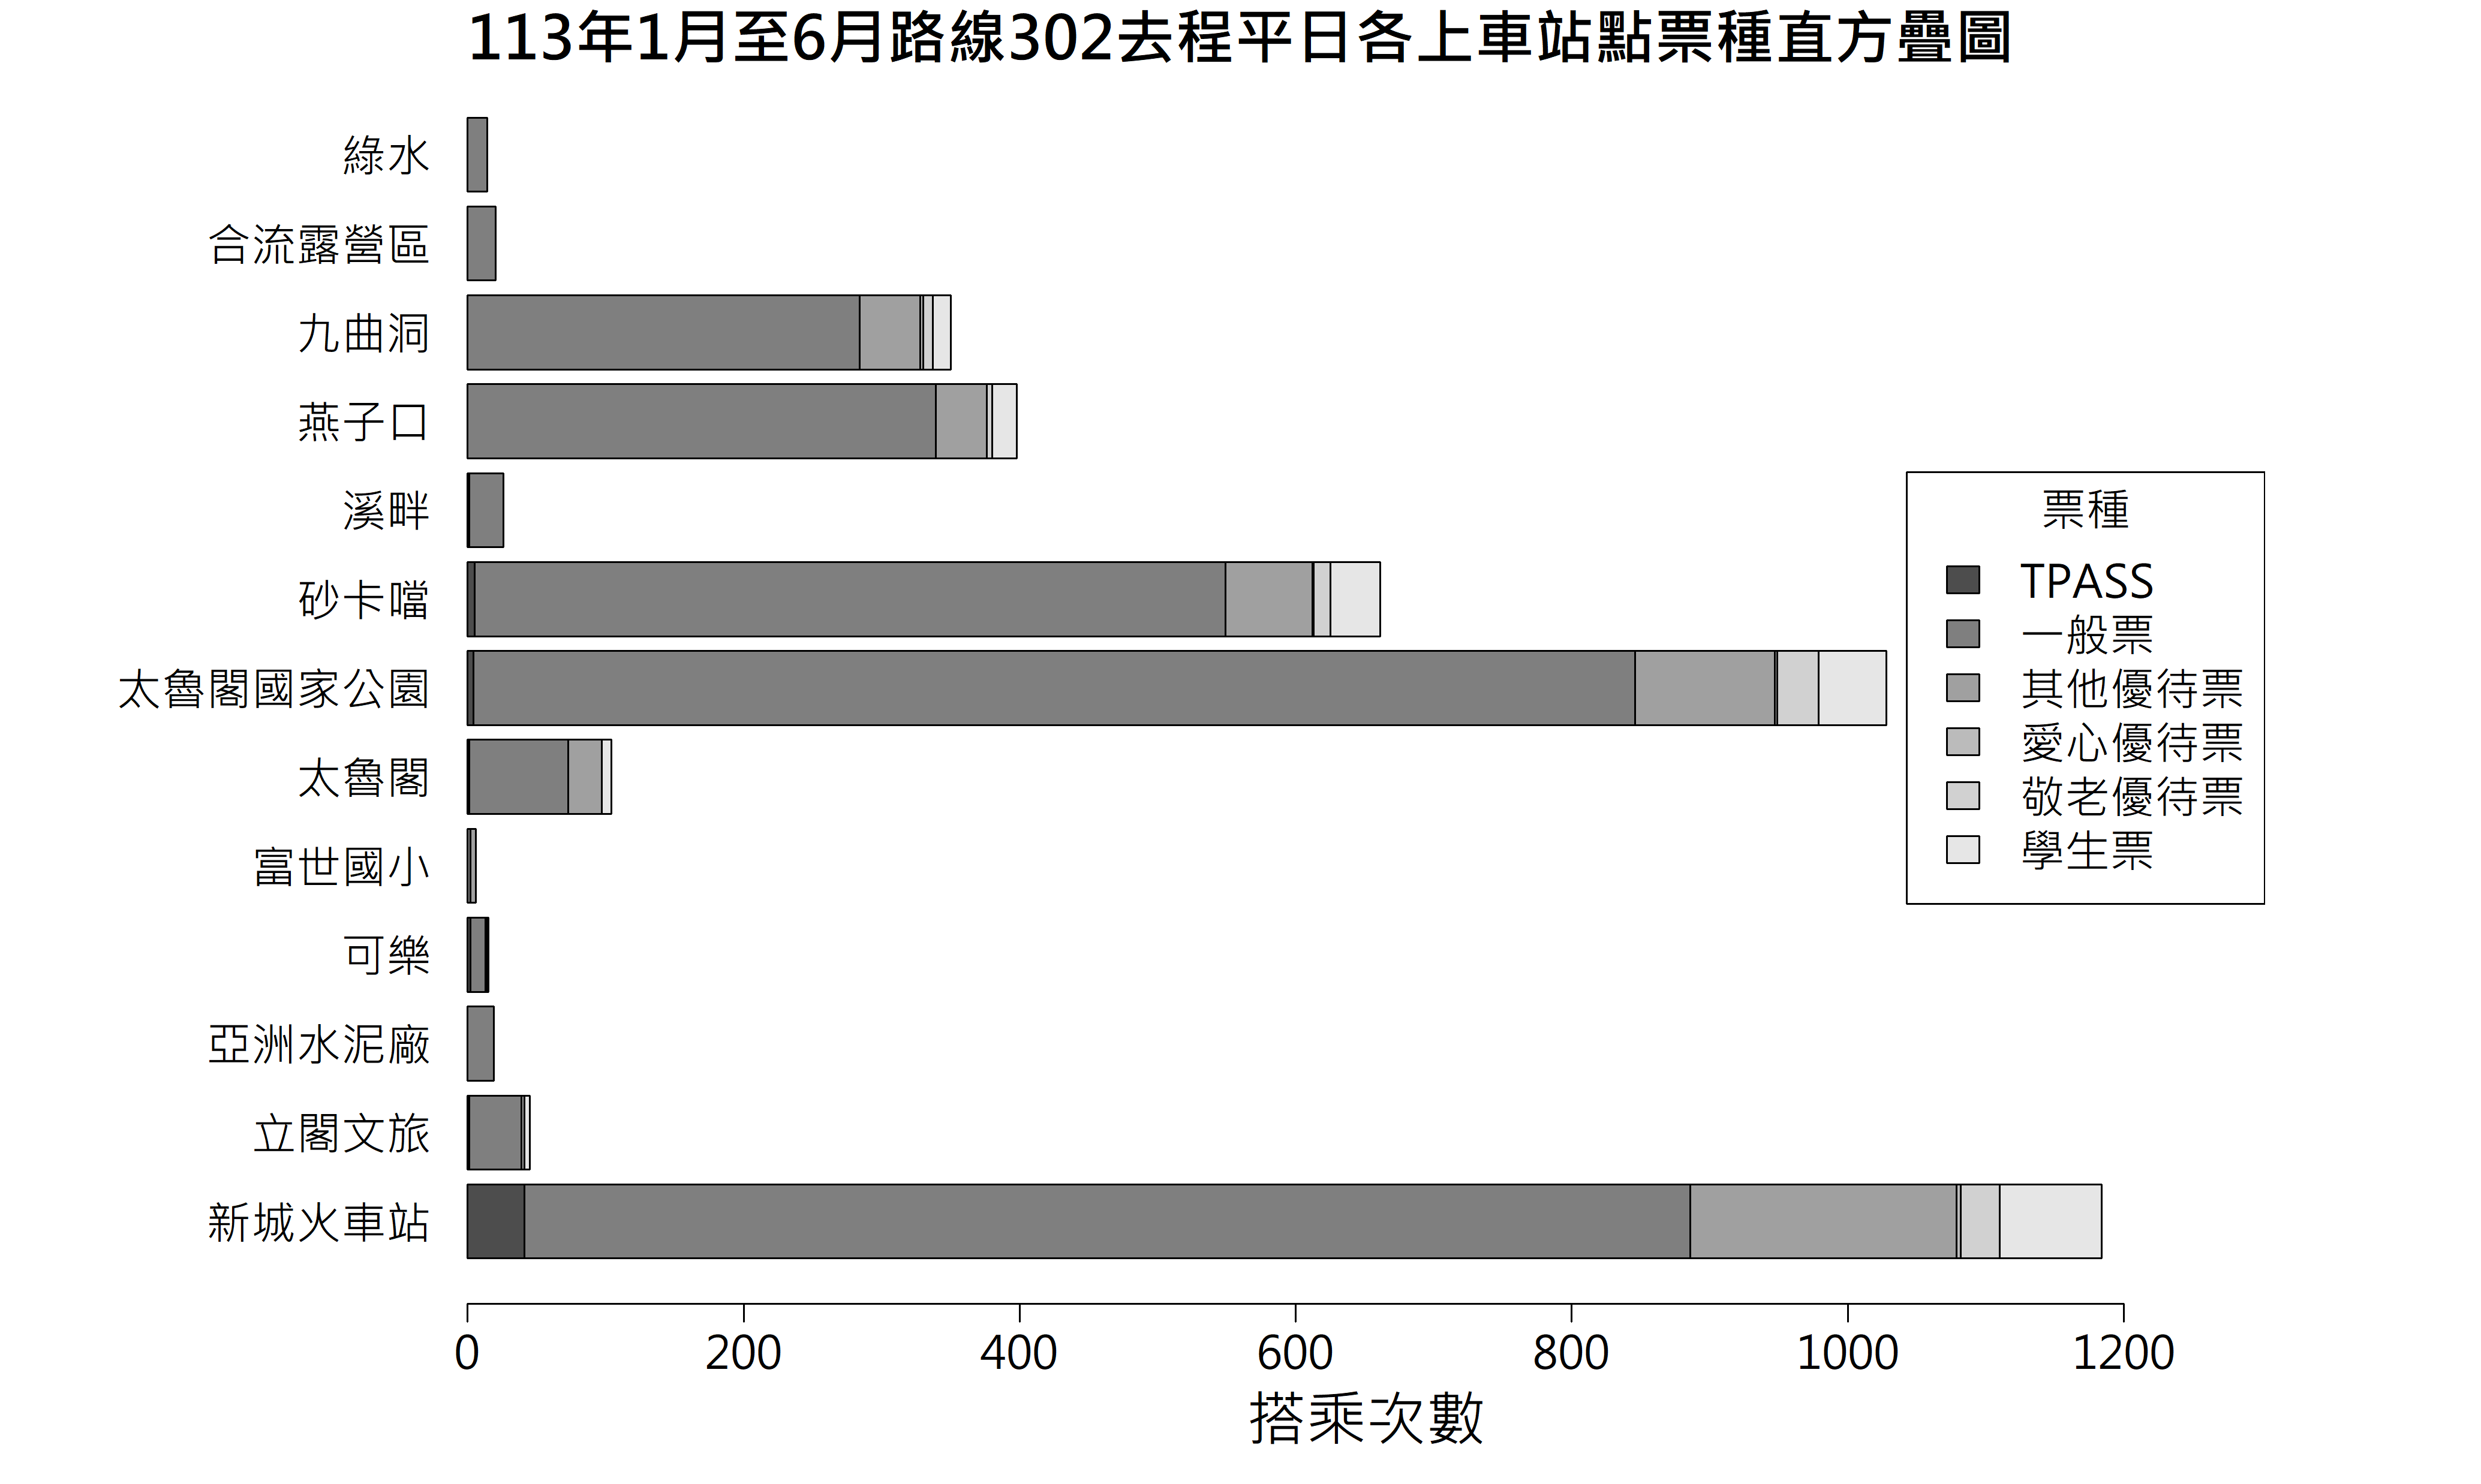 113年1月至6月路線302去程平日各上車站點票種直方疊圖
綠水
合流露營區
九曲洞
燕子口
溪畔
砂卡噹
太魯閣國家公園
太魯閣
富世國小
可樂
亞洲水泥廠
立閣文旅
新城火車站
票種
TPASS
一般票
其他優待票
愛心優待票
敬老優待票
學生票
0 200 400 600 800 1000 1200
搭乘次數